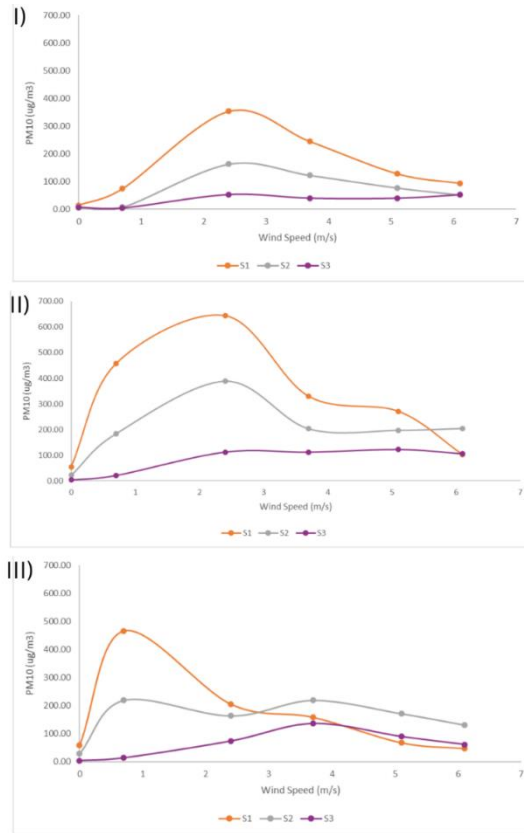 I)
700.00
600.00
500.00
400.00
300.00
200.00
100.00
0.00
PM10 (ug/m3)
0 1 2 3 4 5 6 7
Wind Speed (m/s)
S1 S2 S3
II)
700.00
600.00
500.00
400.00
300.00
200.00
100.00
0.00
PM10 (ug/m3)
0 1 2 3 4 5 6 7
Wind Speed (m/s)
S1 S2 S3
III)
700.00
600.00
500.00
400.00
300.00
200.00
100.00
0.00
PM10 (ug/m3)
0 1 2 3 4 5 6 7
Wind Speed (m/s)
S1 S2 S3